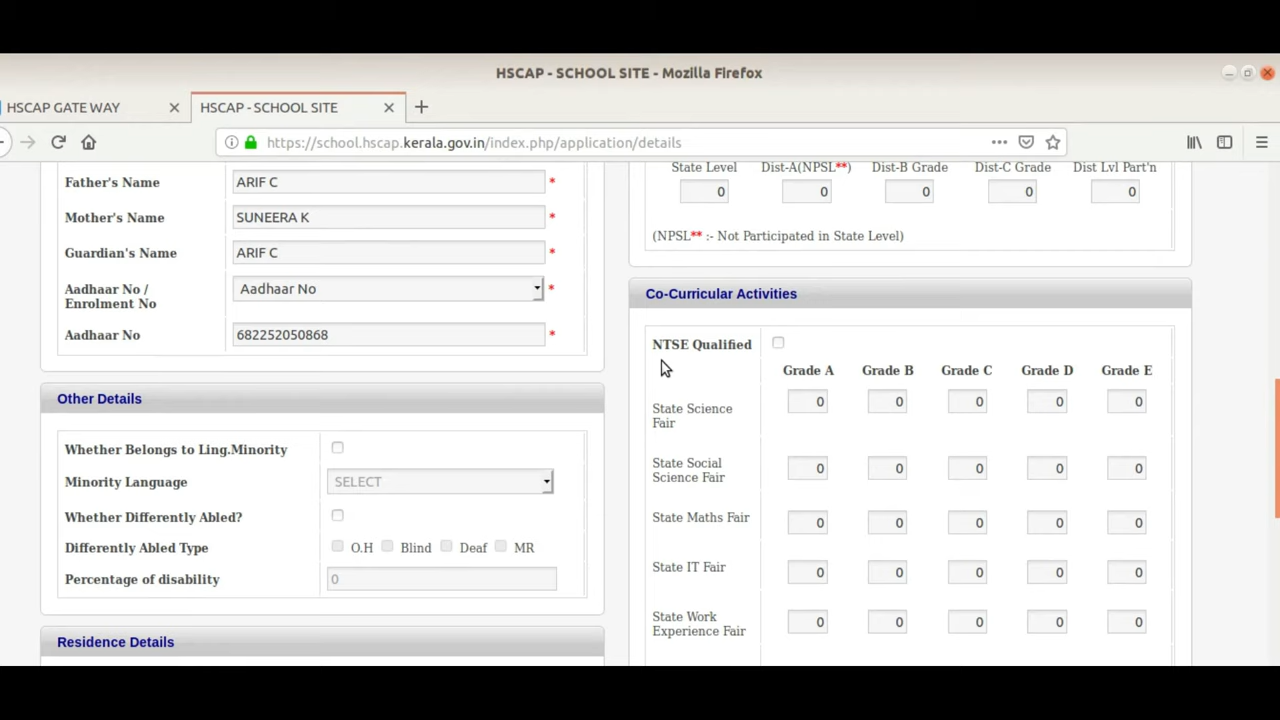 HSCAP - SCHOOL SITE - Mozilla Firefox
HSCAP GATE WAY
HSCAP - SCHOOL SITE
https://school.hscap.kerala.gov.in/index.php/application/details
Father's Name ARIF C *
Mother's Name SUNEERA K *
Guardian's Name ARIF C *
Aadhaar No / Enrolment No Aadhaar No *
Aadhaar No 682252050868 *
Other Details
Whether Belongs to Ling.Minority
Minority Language SELECT
Whether Differently Abled?
Differently Abled Type O.H Blind Deaf MR
Percentage of disability 0
Residence Details
State Level Dist-A(NPSL**) Dist-B Grade Dist-C Grade Dist Lvl Part'n
0 0 0 0 0
(NPSL** :- Not Participated in State Level)
Co-Curricular Activities
NTSE Qualified
Grade A Grade B Grade C Grade D Grade E
State Science Fair 0 0 0 0 0
State Social Science Fair 0 0 0 0 0
State Maths Fair 0 0 0 0 0
State IT Fair 0 0 0 0 0
State Work Experience Fair 0 0 0 0 0